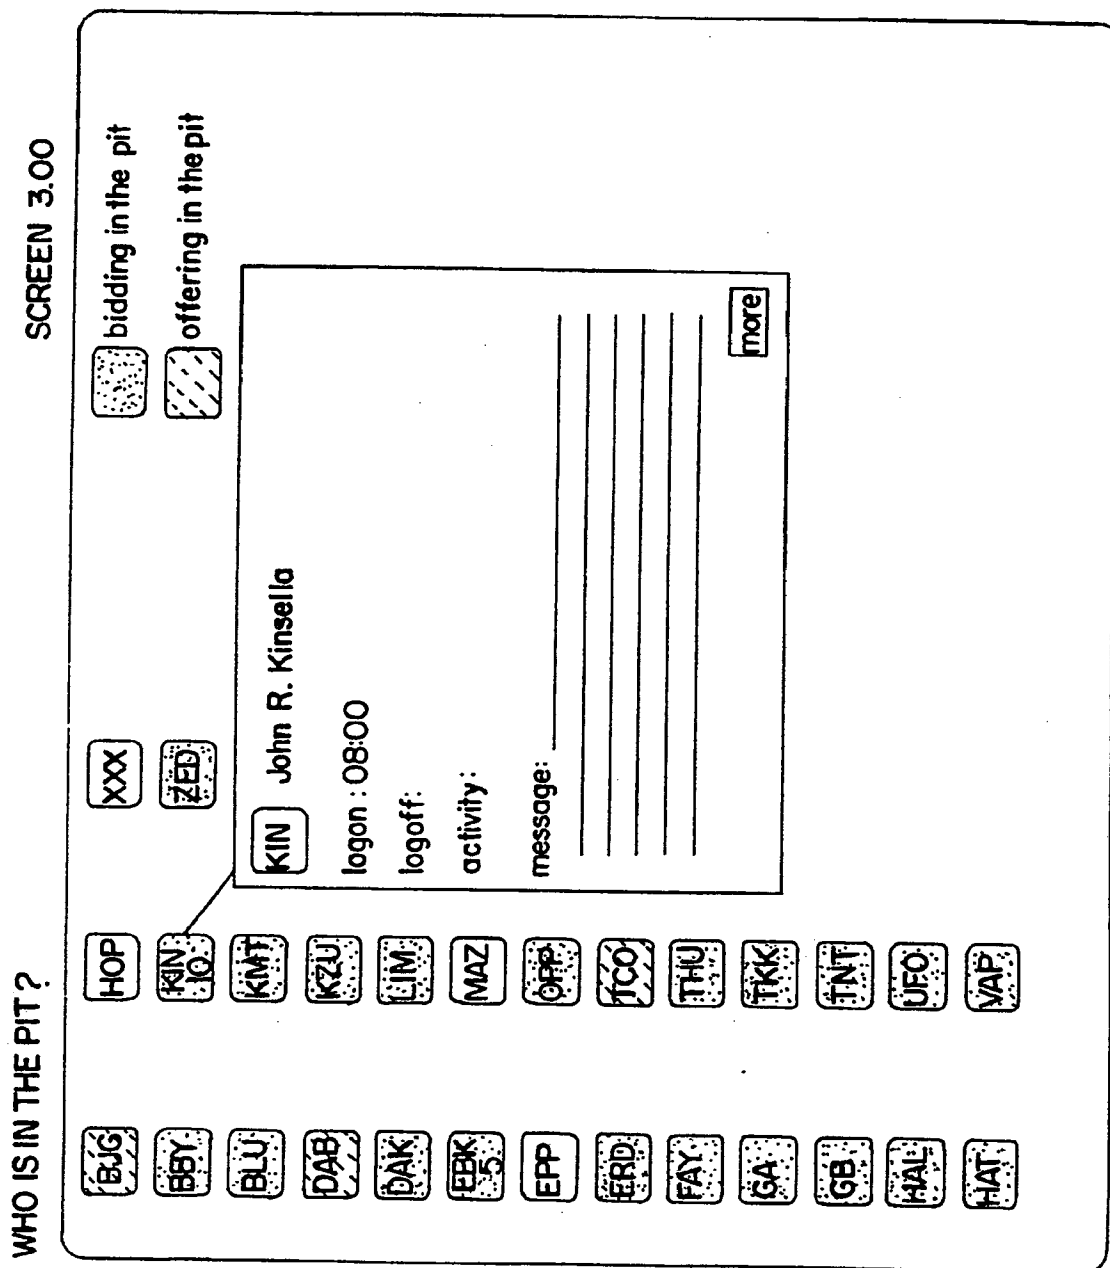 WHO IS IN THE PIT?
SCREEN 3.00
BJG
BBY
BLU
DAB
DAK
EBK
5
EPP
ERD
FAY
GA
GB
HAL
HAT
HOP
KIN
10
KMT
KZU
LIM
MAZ
OPP
TCO
THU
TKK
TNT
UFO
VAP
XXX
ZED
bidding in the pit
offering in the pit
KIN John R. Kinsella
logon : 08:00
logoff:
activity:
message:
more